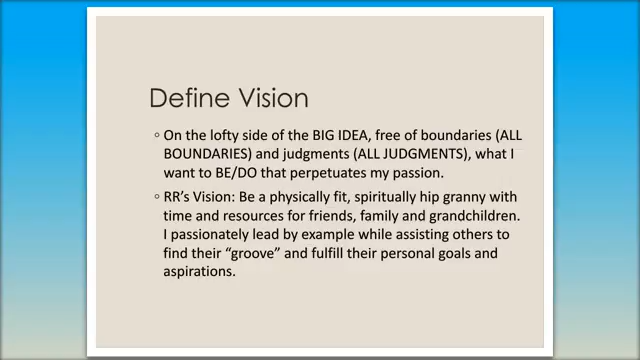 Define Vision
◦ On the lofty side of the BIG IDEA, free of boundaries (ALL
BOUNDARIES) and judgments (ALL JUDGMENTS), what I
want to BE/DO that perpetuates my passion.
◦ RR’s Vision: Be a physically fit, spiritually hip granny with
time and resources for friends, family and grandchildren.
I passionately lead by example while assisting others to
find their “groove” and fulfill their personal goals and
aspirations.